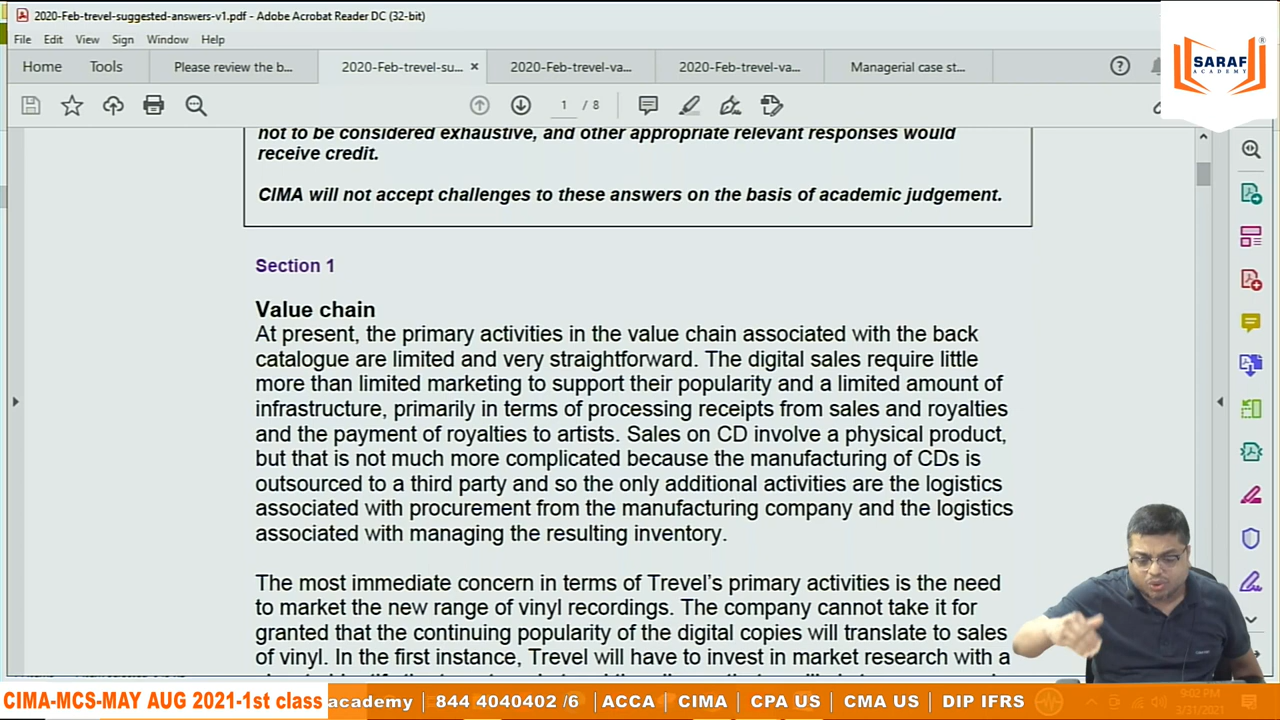 2020-Feb-trevel-suggested-answers-v1.pdf - Adobe Acrobat Reader DC (32-bit)
File Edit View Sign Window Help
Home Tools Please review the b... 2020-Feb-trevel-su... × 2020-Feb-trevel-va... 2020-Feb-trevel-va... Managerial case st...
1 / 8
SARAF
ACADEMY
not to be considered exhaustive, and other appropriate relevant responses would
receive credit.
CIMA will not accept challenges to these answers on the basis of academic judgement.
Section 1
Value chain
At present, the primary activities in the value chain associated with the back
catalogue are limited and very straightforward. The digital sales require little
more than limited marketing to support their popularity and a limited amount of
infrastructure, primarily in terms of processing receipts from sales and royalties
and the payment of royalties to artists. Sales on CD involve a physical product,
but that is not much more complicated because the manufacturing of CDs is
outsourced to a third party and so the only additional activities are the logistics
associated with procurement from the manufacturing company and the logistics
associated with managing the resulting inventory.
The most immediate concern in terms of Trevel's primary activities is the need
to market the new range of vinyl recordings. The company cannot take it for
granted that the continuing popularity of the digital copies will translate to sales
of vinyl. In the first instance, Trevel will have to invest in market research with a
CIMA-MCS-MAY AUG 2021-1st class
academy | 844 4040402 /6 | ACCA | CIMA | CPA US | CMA US | DIP IFRS
9:02 PM
3/31/2021